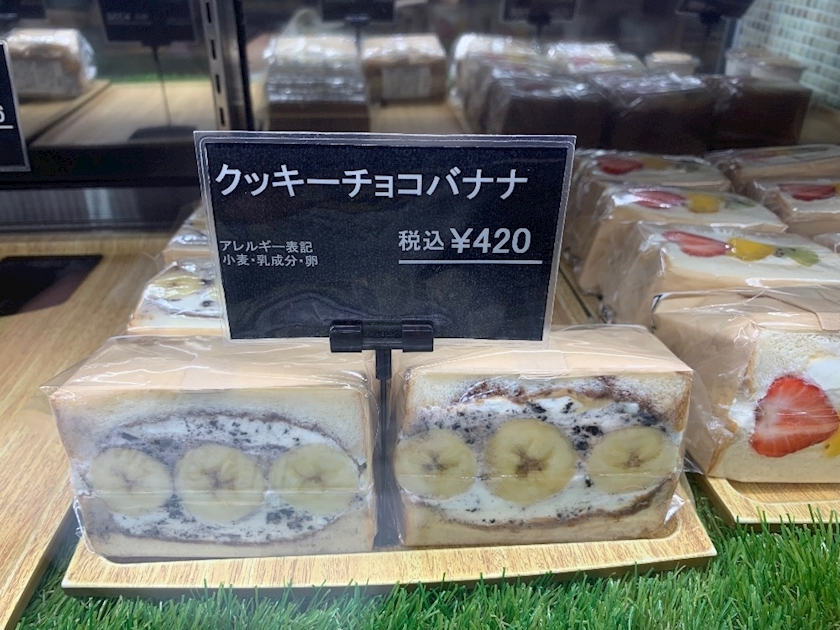 クッキーチョコバナナ
アレルギー表記
小麦・乳成分・卵
税込 ¥420